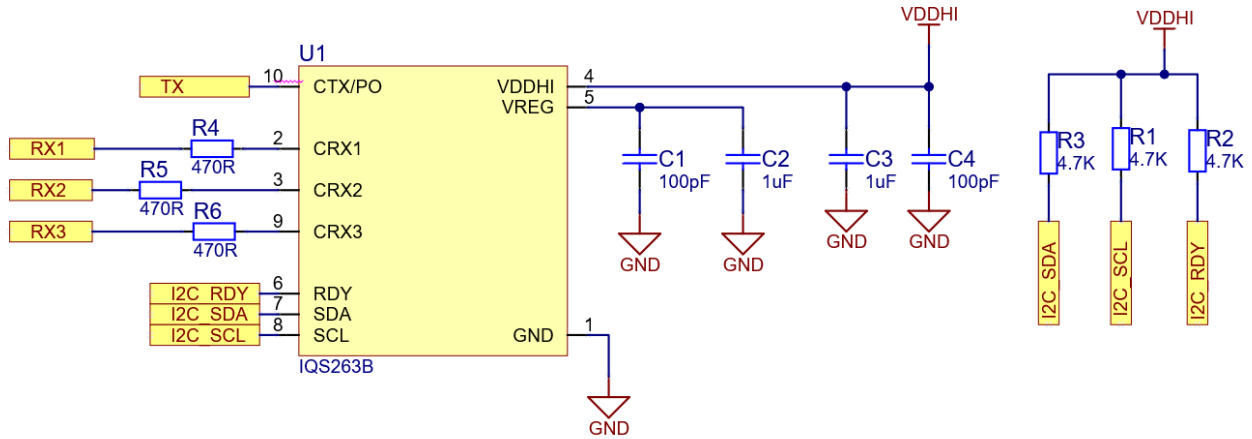 VDDHI
VDDHI
U1
TX
10
CTX/PO
VDDHI
4
VREG
5
RX1
R4
470R
2
CRX1
RX2
R5
470R
3
CRX2
RX3
R6
470R
9
CRX3
C1
100pF
C2
1uF
C3
1uF
C4
100pF
R3
4.7K
R1
4.7K
R2
4.7K
GND
GND
GND
GND
I2C_SDA
I2C_SCL
I2C_RDY
I2C_RDY
6
RDY
I2C_SDA
7
SDA
I2C_SCL
8
SCL
GND
1
IQS263B
GND